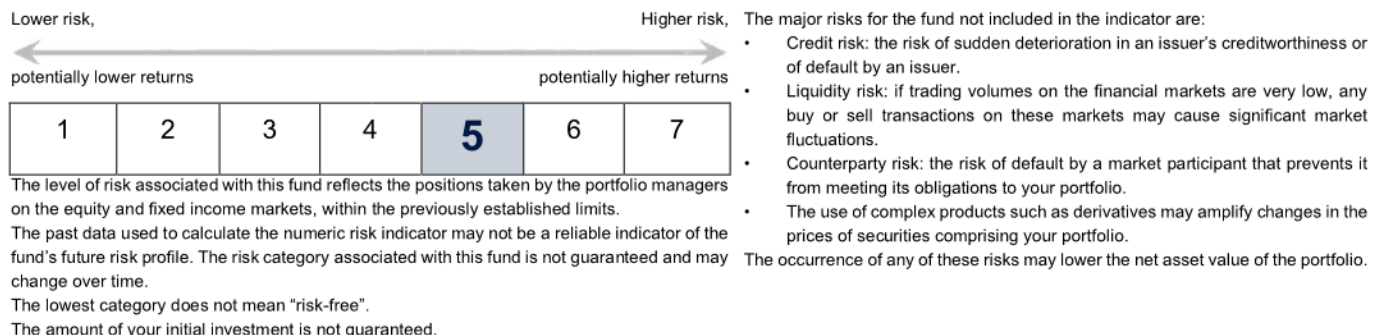 Lower risk,
Higher risk,
potentially lower returns
potentially higher returns
1 2 3 4 5 6 7
The level of risk associated with this fund reflects the positions taken by the portfolio managers
on the equity and fixed income markets, within the previously established limits.
The past data used to calculate the numeric risk indicator may not be a reliable indicator of the
fund's future risk profile. The risk category associated with this fund is not guaranteed and may
change over time.
The lowest category does not mean “risk-free”.
The amount of your initial investment is not guaranteed.
The major risks for the fund not included in the indicator are:
• Credit risk: the risk of sudden deterioration in an issuer's creditworthiness or
of default by an issuer.
• Liquidity risk: if trading volumes on the financial markets are very low, any
buy or sell transactions on these markets may cause significant market
fluctuations.
• Counterparty risk: the risk of default by a market participant that prevents it
from meeting its obligations to your portfolio.
• The use of complex products such as derivatives may amplify changes in the
prices of securities comprising your portfolio.
The occurrence of any of these risks may lower the net asset value of the portfolio.